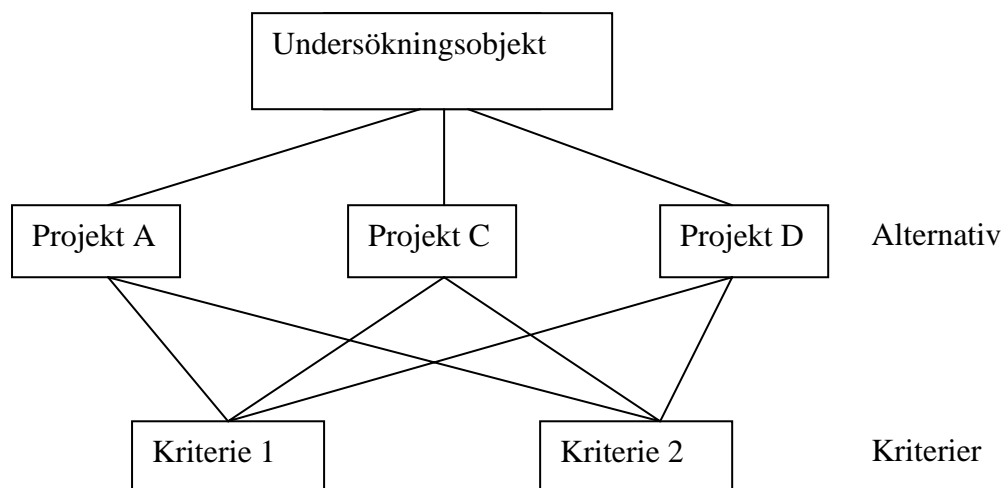 Undersökningsobjekt
Projekt A Projekt C Projekt D Alternativ
Kriterie 1 Kriterie 2 Kriterier